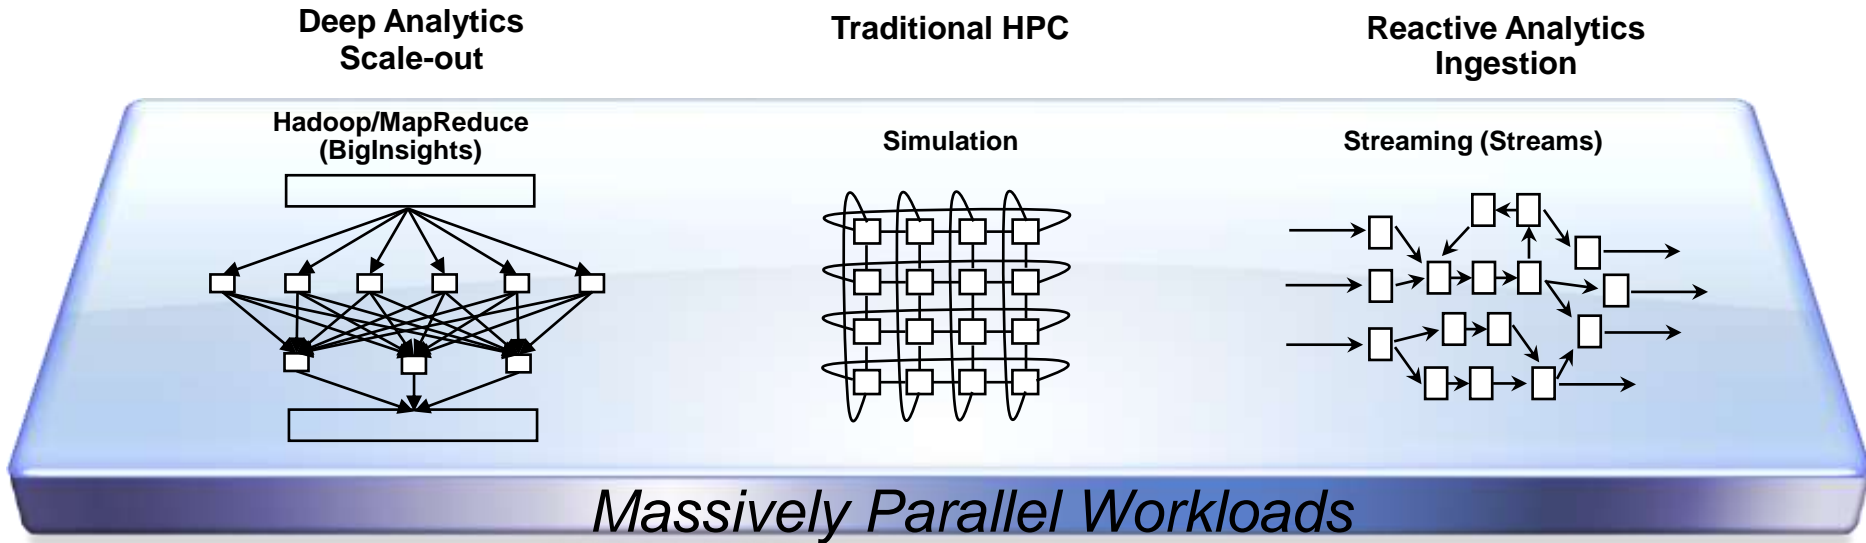 Deep Analytics
Scale-out
Traditional HPC
Reactive Analytics
Ingestion
Hadoop/MapReduce
(BigInsights)
Simulation
Streaming (Streams)
Massively Parallel Workloads